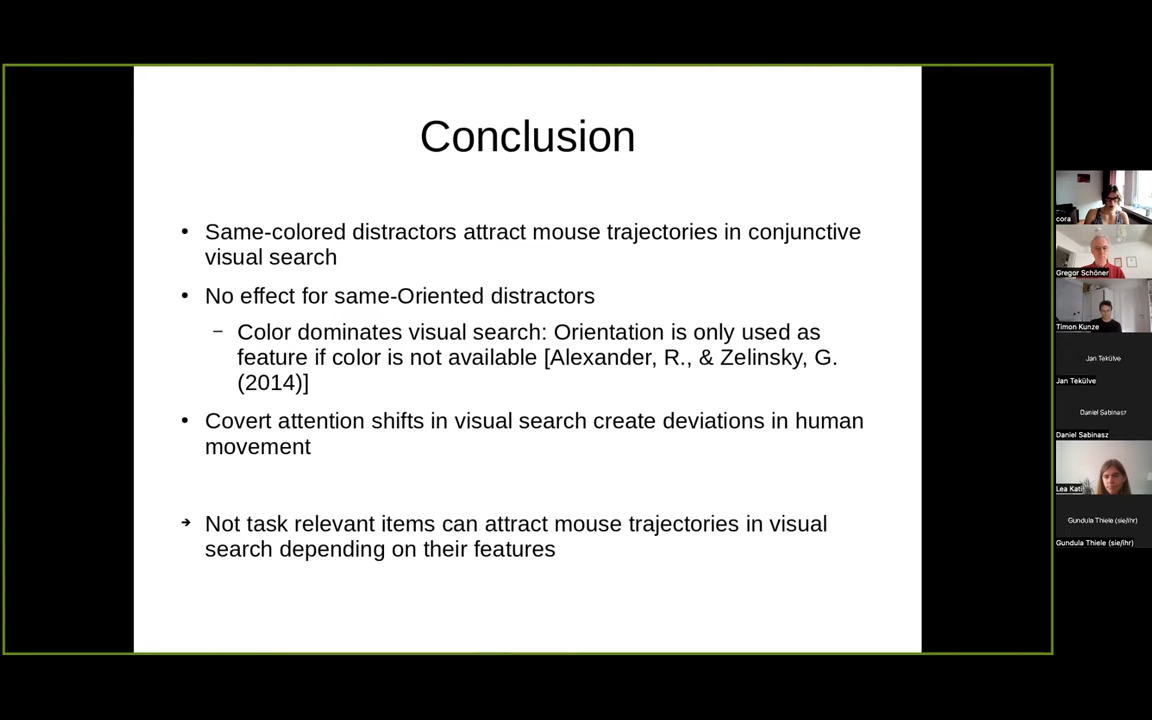 Conclusion
• Same-colored distractors attract mouse trajectories in conjunctive
visual search
• No effect for same-Oriented distractors
– Color dominates visual search: Orientation is only used as
feature if color is not available [Alexander, R., & Zelinsky, G.
(2014)]
• Covert attention shifts in visual search create deviations in human
movement
➔ Not task relevant items can attract mouse trajectories in visual
search depending on their features
cora
Gregor Schöner
Timon Kunze
Jan Tekülve
Jan Tekülve
Daniel Sabinasz
Daniel Sabinasz
Lea Kati
Gundula Thiele (sie/ihr)
Gundula Thiele (sie/ihr)